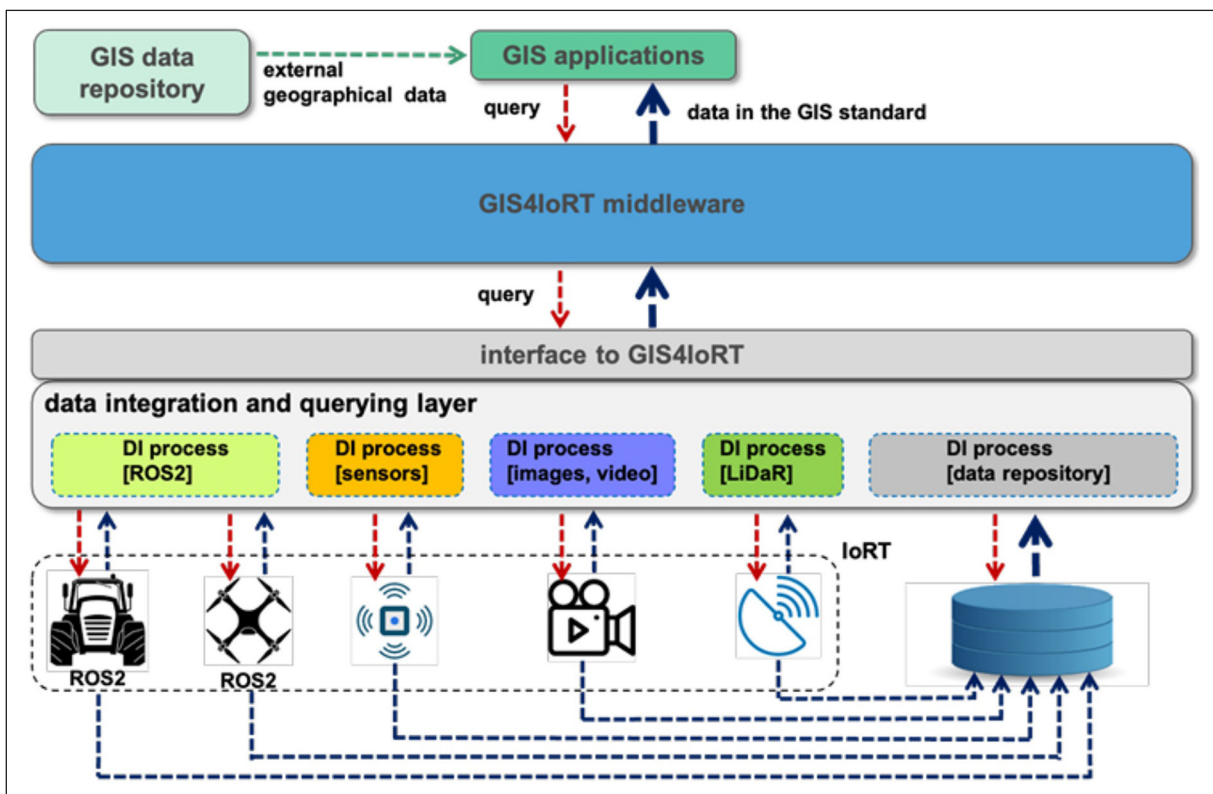 GIS data
repository
external
geographical data
GIS applications
query
data in the GIS standard
GIS4IoRT middleware
query
interface to GIS4IoRT
data integration and querying layer
DI process
[ROS2]
DI process
[sensors]
DI process
[images, video]
DI process
[LiDaR]
DI process
[data repository]
IoRT
ROS2
ROS2